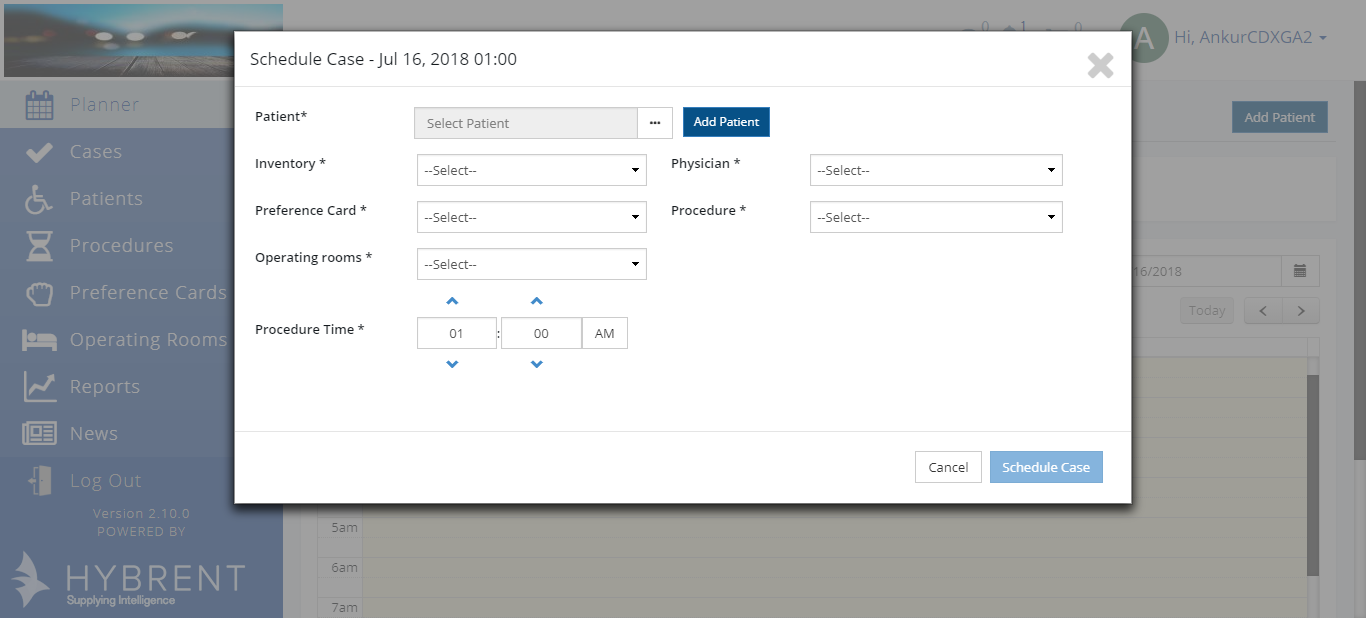 0 1 0
A Hi, AnkurCDXGA2
Schedule Case - Jul 16, 2018 01:00
Planner
Cases
Patients
Procedures
Preference Cards
Operating Rooms
Reports
News
Log Out
Version 2.10.0
POWERED BY
HYBRENT
Supplying Intelligence
Patient*
Select Patient
...
Add Patient
Inventory *
--Select--
Physician *
--Select--
Preference Card *
--Select--
Procedure *
--Select--
Operating rooms *
--Select--
Procedure Time *
01 : 00 AM
Cancel
Schedule Case
Add Patient
16/2018
Today
5am
6am
7am